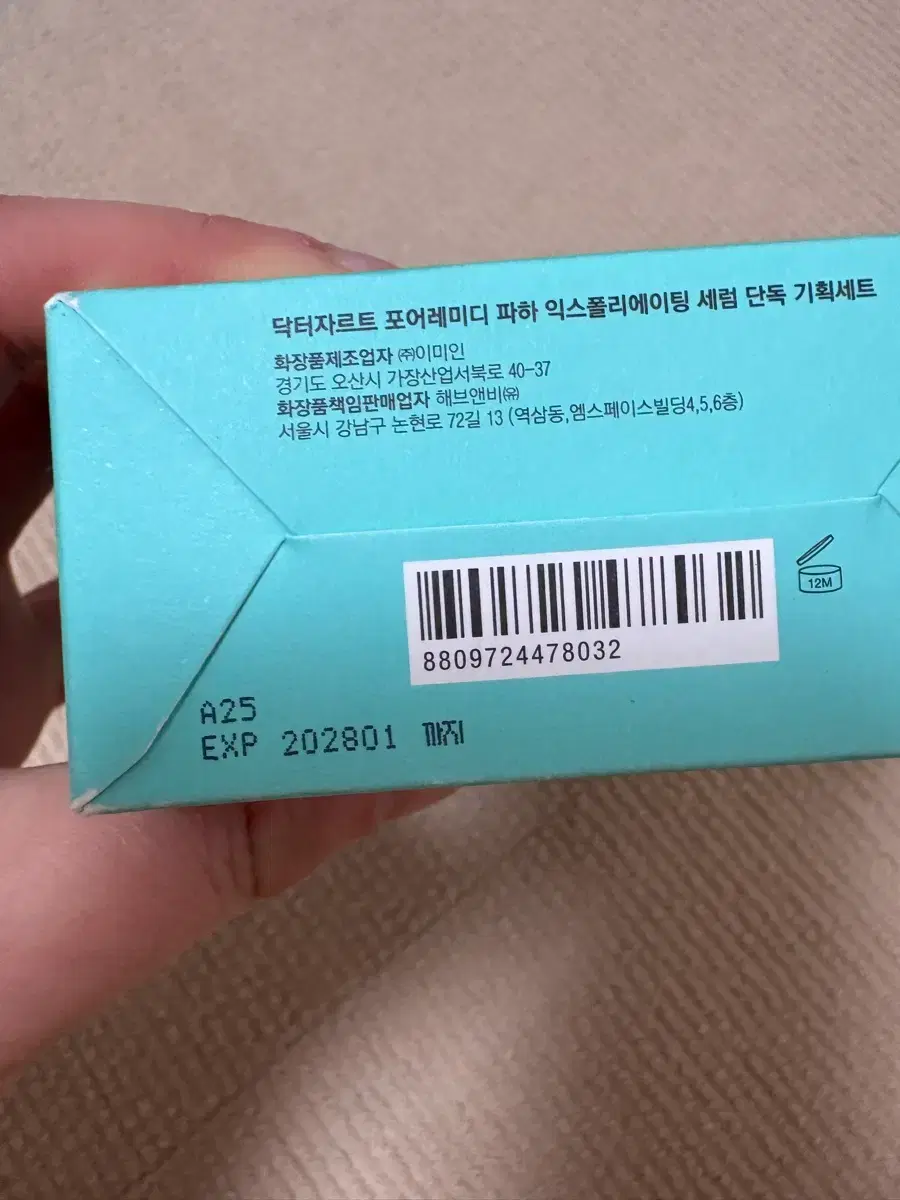 닥터자르트 포어레미디 파하 익스폴리에이팅 세럼 단독 기획세트
화장품제조업자 ㈜이미인
경기도 오산시 가장산업서북로 40-37
화장품책임판매업자 해브앤비㈲
서울시 강남구 논현로 72길 13 (역삼동,엠스페이스빌딩4,5,6층)
12M
8809724478032
A25
EXP 202801 까지